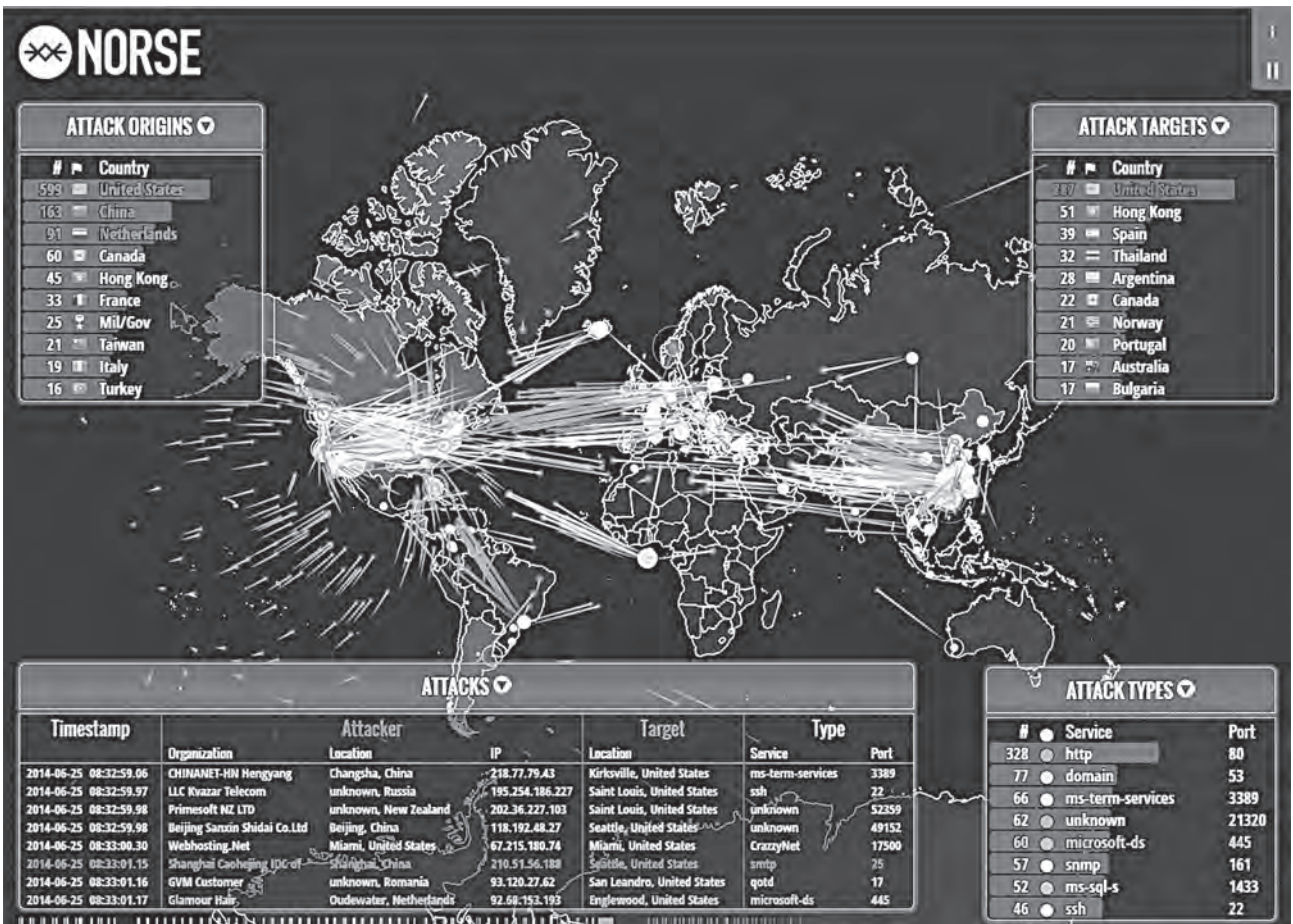 NORSE
ATTACK ORIGINS
# Country
599 United States
163 China
91 Netherlands
60 Canada
45 Hong Kong
33 France
25 Mil/Gov
21 Taiwan
19 Italy
16 Turkey
ATTACK TARGETS
# Country
United States
51 Hong Kong
39 Spain
32 Thailand
28 Argentina
22 Canada
21 Norway
20 Portugal
17 Australia
17 Bulgaria
ATTACKS
Timestamp Attacker Target Type
Organization Location IP Location Service Port
2014-06-25 08:32:59.06 CHINANET-HN Hengyang Changsha, China 218.77.79.43 Kirksville, United States ms-term-services 3389
2014-06-25 08:32:59.97 LLC Kvazar Telecom unknown, Russia 195.254.186.227 Saint Louis, United States ssh 22
2014-06-25 08:32:59.98 Primesoft NZ LTD unknown, New Zealand 202.36.227.103 Saint Louis, United States unknown 52359
2014-06-25 08:32:59.98 Beijing Sanxin Shidai Co.Ltd Beijing, China 118.192.48.27 Seattle, United States unknown 49152
2014-06-25 08:33:00.30 Webhosting.Net Miami, United States 67.215.180.74 Miami, United States CrazzyNet 17500
2014-06-25 08:33:01.15 Shanghai Caohejing IDC of Shanghai, China 210.51.56.188 Seattle, United States smtp 25
2014-06-25 08:33:01.16 GVM Customer unknown, Romania 93.120.27.62 San Leandro, United States qotd 17
2014-06-25 08:33:01.17 Glamour Hair Oudewater, Netherlands 92.68.153.193 Englewood, United States microsoft-ds 445
ATTACK TYPES
# Service Port
328 http 80
77 domain 53
66 ms-term-services 3389
62 unknown 21320
60 microsoft-ds 445
57 snmp 161
52 ms-sql-s 1433
46 ssh 22